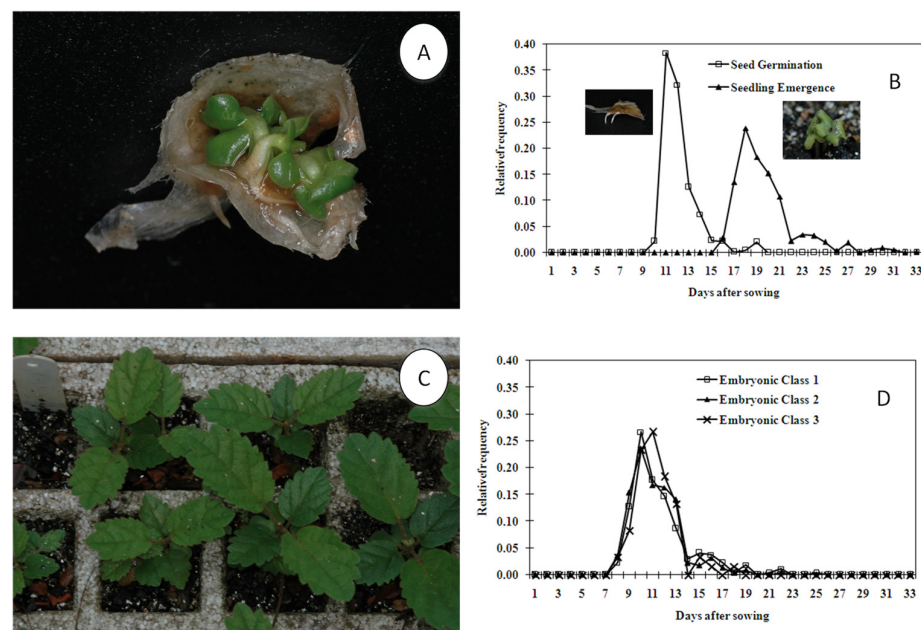 A
B
0.40
0.35
0.30
0.25
0.20
0.15
0.10
0.05
0.00
Relative frequency
Seed Germination
Seedling Emergence
1 3 5 7 9 11 13 15 17 19 21 23 25 27 29 31 33
Days after sowing
C
D
0.40
0.35
0.30
0.25
0.20
0.15
0.10
0.05
0.00
Relative frequency
Embryonic Class 1
Embryonic Class 2
Embryonic Class 3
1 3 5 7 9 11 13 15 17 19 21 23 25 27 29 31 33
Days after sowing